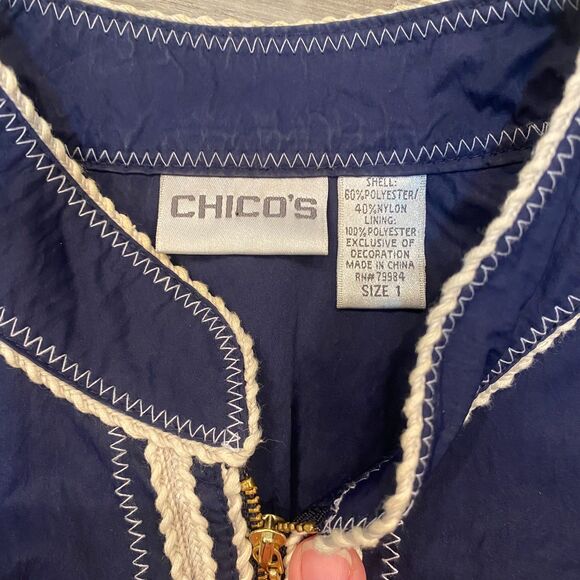 CHICO'S
SHELL:
60%POLYESTER/
40%NYLON
LINING:
100%POLYESTER
EXCLUSIVE OF
DECORATION
MADE IN CHINA
RN#79984
SIZE 1